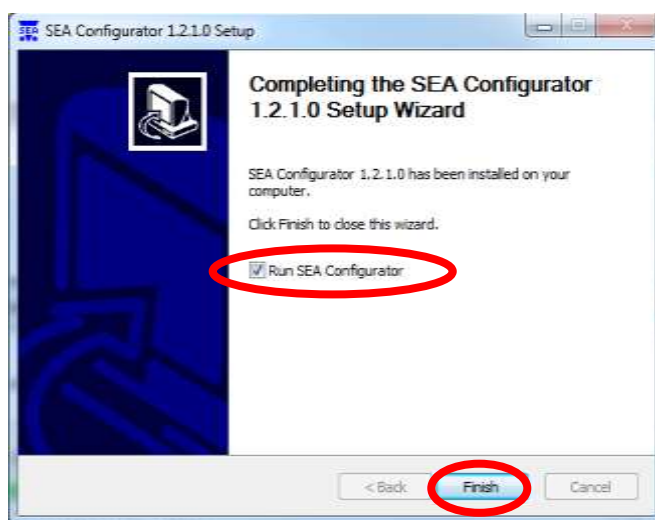 SEA SEA Configurator 1.2.1.0 Setup
Completing the SEA Configurator
1.2.1.0 Setup Wizard
SEA Configurator 1.2.1.0 has been installed on your
computer.
Click Finish to close this wizard.
Run SEA Configurator
< Back Finish Cancel